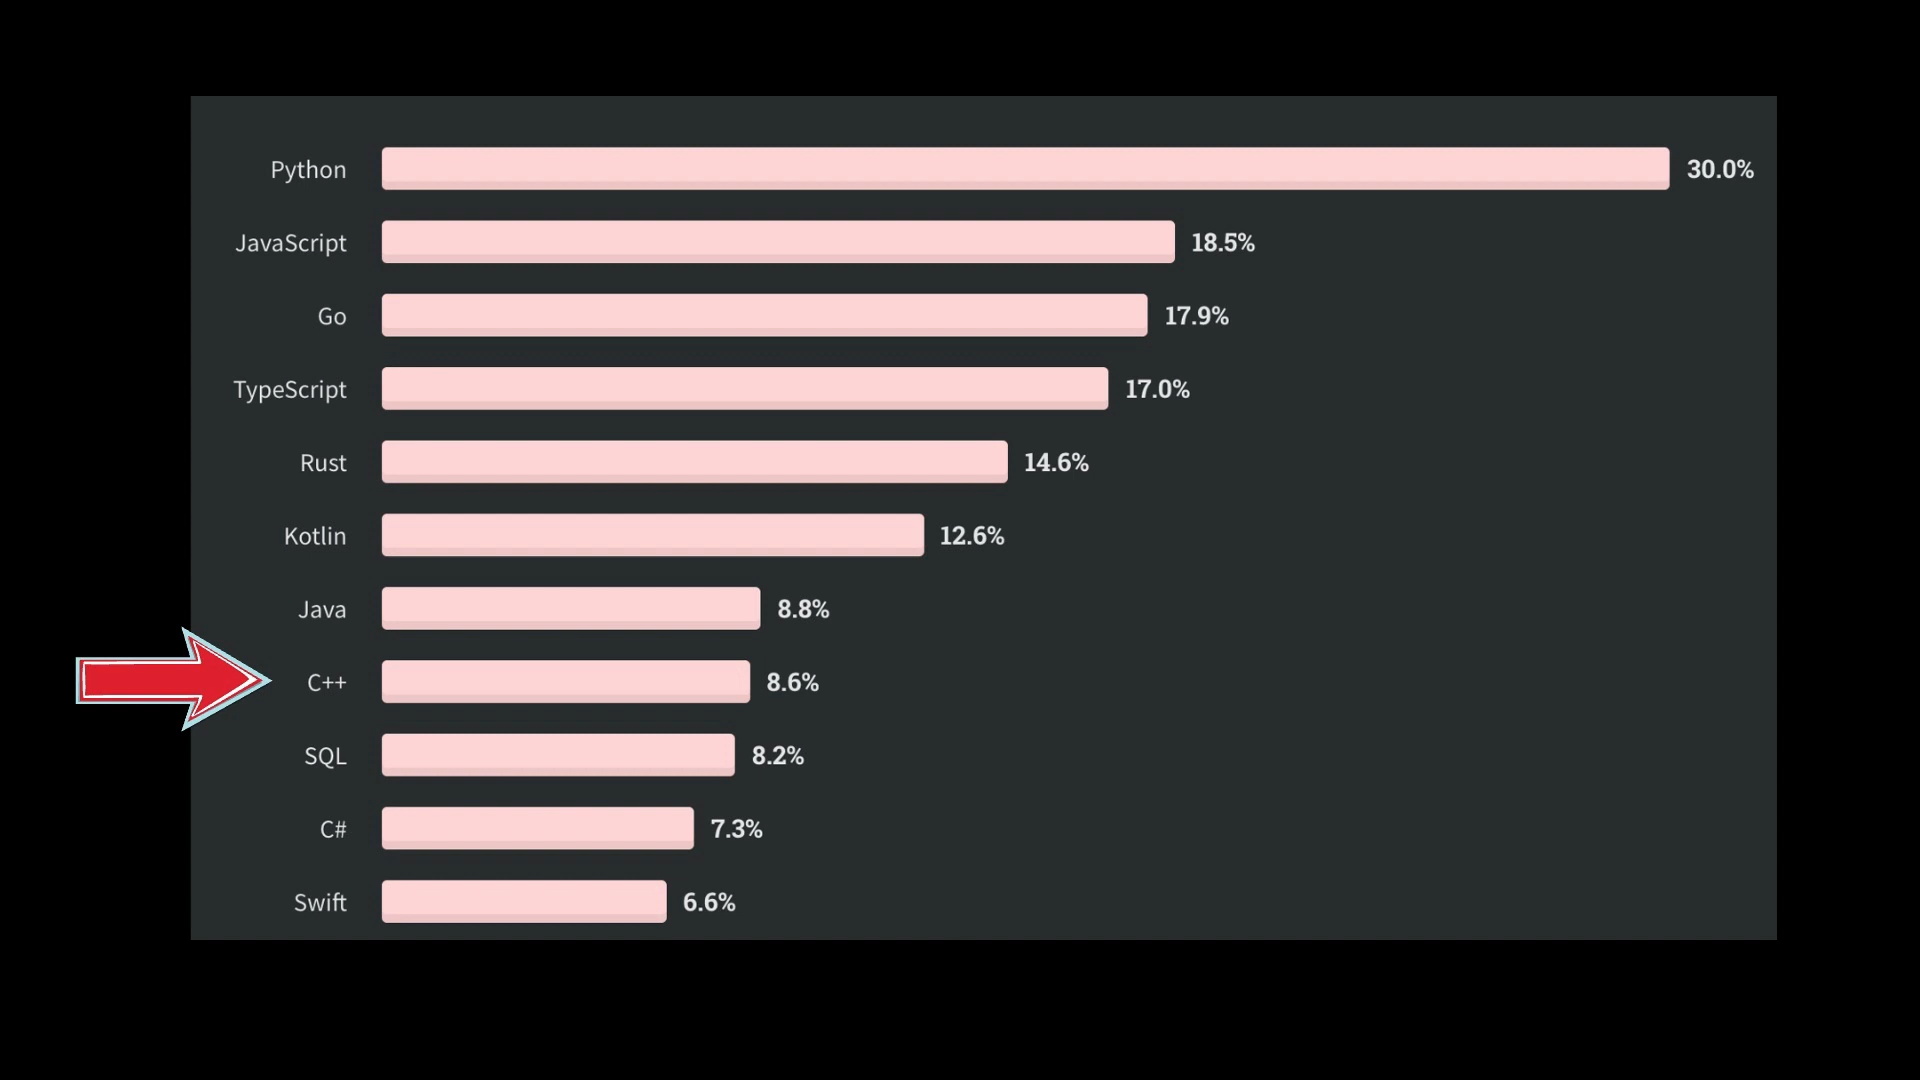 Python 30.0%
JavaScript 18.5%
Go 17.9%
TypeScript 17.0%
Rust 14.6%
Kotlin 12.6%
Java 8.8%
C++ 8.6%
SQL 8.2%
C# 7.3%
Swift 6.6%